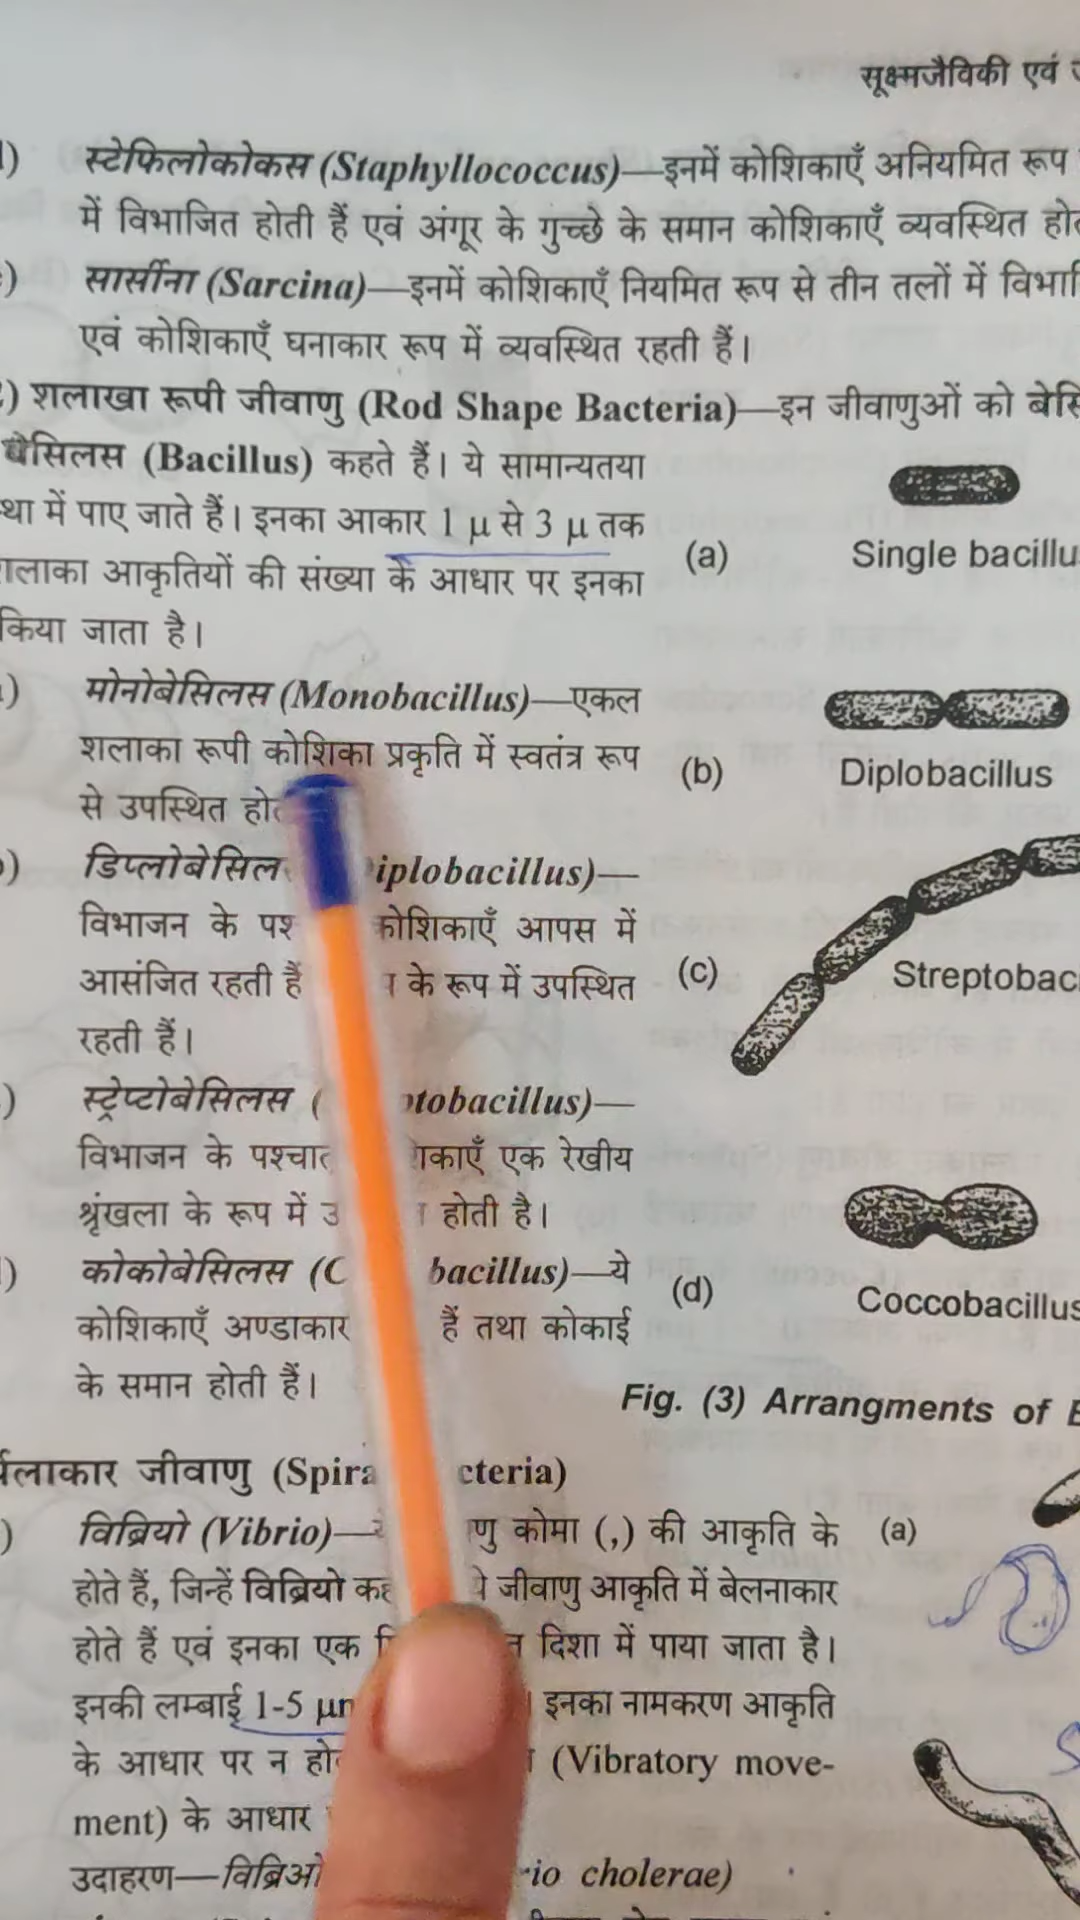 सूक्ष्मजैविकी एवं
स्टेफिलोकोकस (Staphyllococcus)—इनमें कोशिकाएँ अनियमित रूप
में विभाजित होती हैं एवं अंगूर के गुच्छे के समान कोशिकाएँ व्यवस्थित
सार्सीना (Sarcina)—इनमें कोशिकाएँ नियमित रूप से तीन तलों में
एवं कोशिकाएँ घनाकार रूप में व्यवस्थित रहती हैं।
शलाखा रूपी जीवाणु (Rod Shape Bacteria)—इन जीवाणुओं को
बेसिलस (Bacillus) कहते हैं। ये सामान्यतया
में पाए जाते हैं। इनका आकार 1 μ से 3 μ तक
आकृतियों की संख्या के आधार पर इनका
किया जाता है।
मोनोबेसिलस (Monobacillus)—एकल
शलाका रूपी कोशिका प्रकृति में स्वतंत्र रूप
से उपस्थित
डिप्लोबेसिल iplobacillus)—
विभाजन के कोशिकाएँ आपस में
आसंजित रहती हैं के रूप में उपस्थित
रहती हैं।
स्ट्रेप्टोबेसिलस ( tobacillus)—
विभाजन के एक रेखीय
श्रृंखला के रूप में होती है।
कोकोबेसिलस (C bacillus)—ये
कोशिकाएँ अण्डाकार हैं तथा कोकाई
के समान होती हैं।
(a) Single bacillu
(b) Diplobacillus
(c) Streptobac
(d) Coccobacillus
Fig. (3) Arrangments of
जीवाणु (Spira cteria)
विब्रियो (Vibrio)— कोमा (,) की आकृति के (a)
होते हैं, जिन्हें विब्रियो जीवाणु आकृति में बेलनाकार
होते हैं एवं इनका एक दिशा में पाया जाता है।
इनकी लम्बाई 1-5 μm इनका नामकरण आकृति
के आधार पर न (Vibratory move-
ment) के आधार
उदाहरण—विब्रिओ io cholerae)